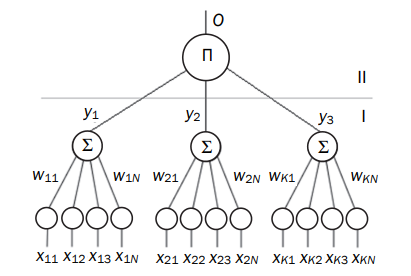 O
Π
II
y1 y2 y3 I
Σ Σ Σ
w11 w1N w21 w2N wK1 wKN
x11 x12 x13 x1N x21 x22 x23 x2N xK1 xK2 xK3 xKN